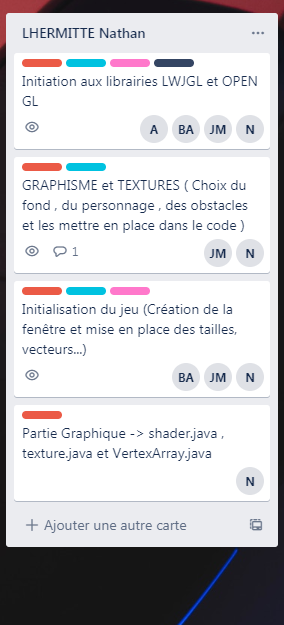 LHERMITTE Nathan
Initiation aux librairies LWJGL et OPEN
GL
A BA JM N
GRAPHISME et TEXTURES ( Choix du
fond , du personnage , des obstacles
et les mettre en place dans le code )
1 JM N
Initialisation du jeu (Création de la
fenêtre et mise en place des tailles,
vecteurs...)
BA JM N
Partie Graphique -> shader.java ,
texture.java et VertexArray.java
N
+ Ajouter une autre carte